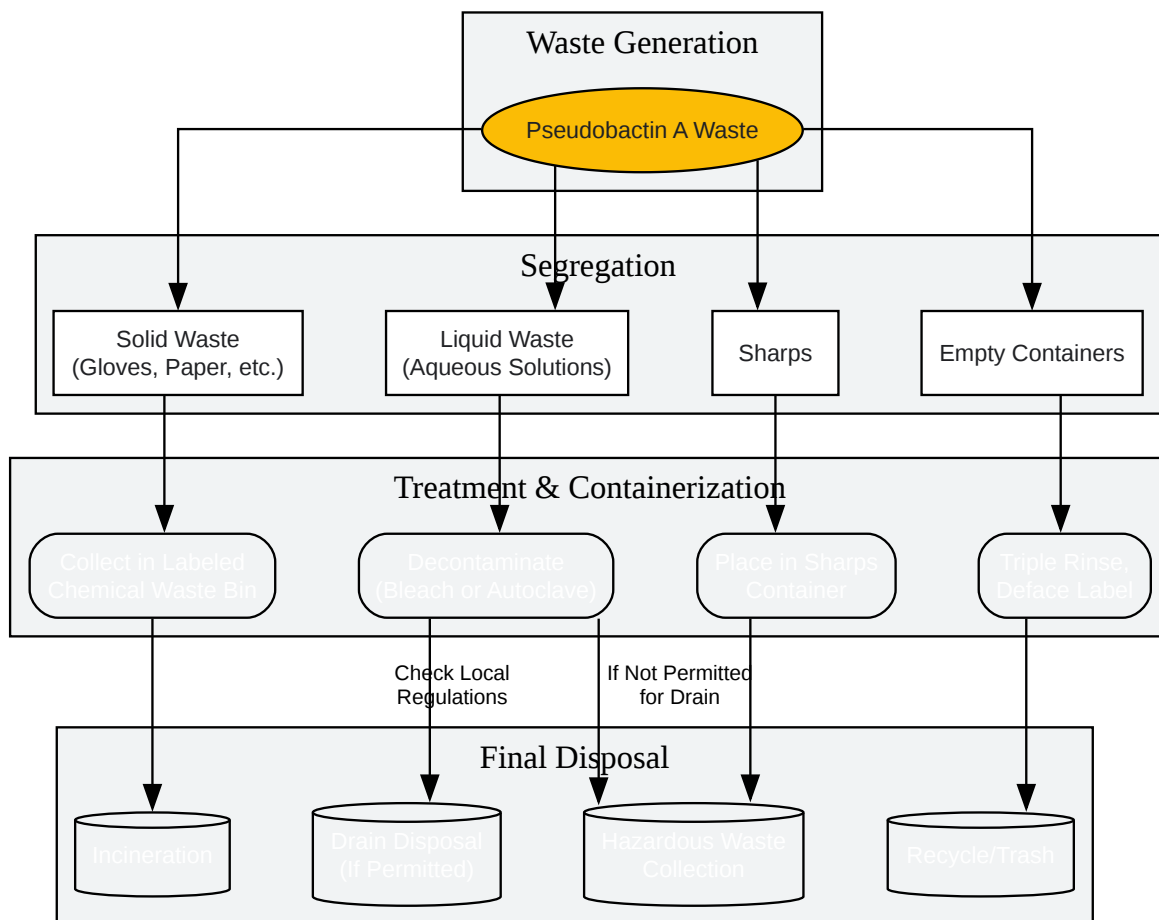 Waste Generation
Pseudobactin A Waste
Segregation
Solid Waste
(Gloves, Paper, etc.)
Liquid Waste
(Aqueous Solutions)
Sharps
Empty Containers
Treatment & Containerization
Collect in Labeled
Chemical Waste Bin
Decontaminate
(Bleach or Autoclave)
Place in Sharps
Container
Triple Rinse,
Deface Label
Check Local
Regulations
If Not Permitted
for Drain
Final Disposal
Incineration
Drain Disposal
(If Permitted)
Hazardous Waste
Collection
Recycle/Trash